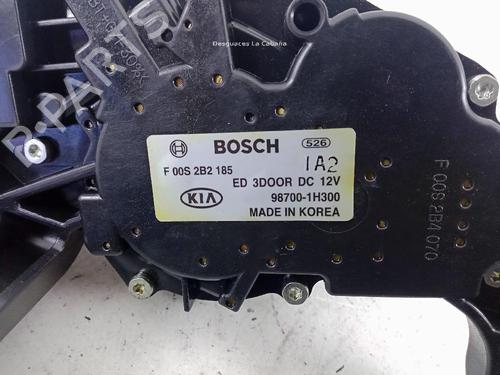 Desguaces La Cabaña
B-PARTS
BOSCH 526
F 00S 2B2 185 1A2
ED 3DOOR DC 12V
KIA 98700-1H300
MADE IN KOREA
F 00S 2B4 070